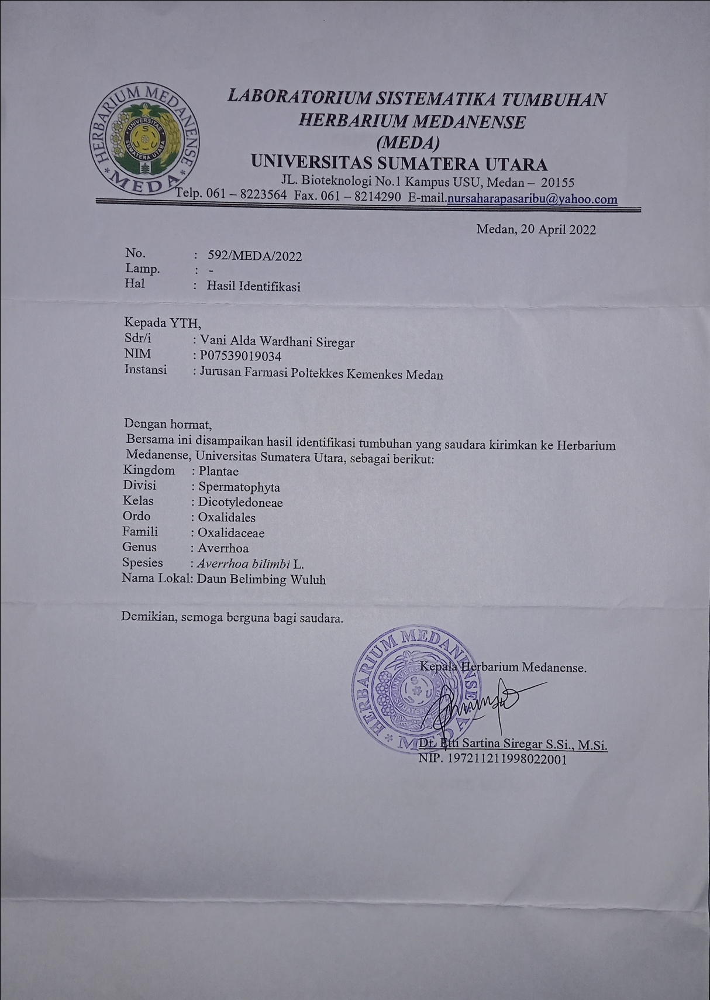 HERBARIUM MEDANENSE
* MEDA *
UNIVERSITAS
SUMATERA UTARA
LABORATORIUM SISTEMATIKA TUMBUHAN
HERBARIUM MEDANENSE
(MEDA)
UNIVERSITAS SUMATERA UTARA
JL. Bioteknologi No.1 Kampus USU, Medan – 20155
Telp. 061 – 8223564 Fax. 061 – 8214290 E-mail.nursaharapasaribu@yahoo.com
Medan, 20 April 2022
No. : 592/MEDA/2022
Lamp. : -
Hal : Hasil Identifikasi
Kepada YTH,
Sdr/i : Vani Alda Wardhani Siregar
NIM : P07539019034
Instansi : Jurusan Farmasi Poltekkes Kemenkes Medan
Dengan hormat,
Bersama ini disampaikan hasil identifikasi tumbuhan yang saudara kirimkan ke Herbarium
Medanense, Universitas Sumatera Utara, sebagai berikut:
Kingdom : Plantae
Divisi : Spermatophyta
Kelas : Dicotyledoneae
Ordo : Oxalidales
Famili : Oxalidaceae
Genus : Averrhoa
Spesies : Averrhoa bilimbi L.
Nama Lokal: Daun Belimbing Wuluh
Demikian, semoga berguna bagi saudara.
HERBARIUM MEDANENSE
* MEDA *
UNIVERSITAS
SUMATERA UTARA
Kepala Herbarium Medanense.
Dr. Etti Sartina Siregar S.Si., M.Si.
NIP. 197211211998022001